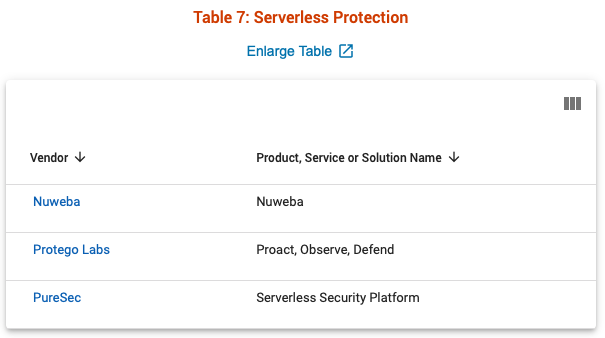 Table 7: Serverless Protection
Enlarge Table
Vendor Product, Service or Solution Name
Nuweba Nuweba
Protego Labs Proact, Observe, Defend
PureSec Serverless Security Platform